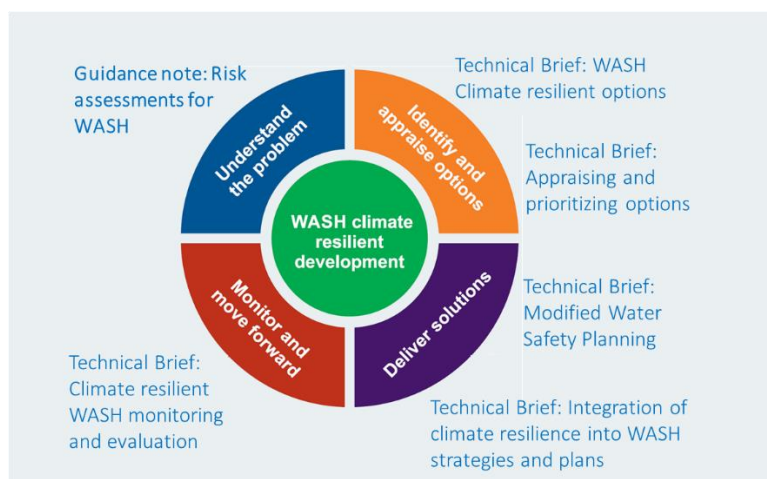 Guidance note: Risk
assessments for
WASH
Technical Brief: WASH
Climate resilient options
Understand
the problem
Identify and
appraise options
Technical Brief:
Appraising and
prioritizing options
WASH climate
resilient
development
Technical Brief:
Modified Water
Safety Planning
Monitor and
move forward
Deliver solutions
Technical Brief:
Climate resilient
WASH monitoring
and evaluation
Technical Brief: Integration of
climate resilience into WASH
strategies and plans